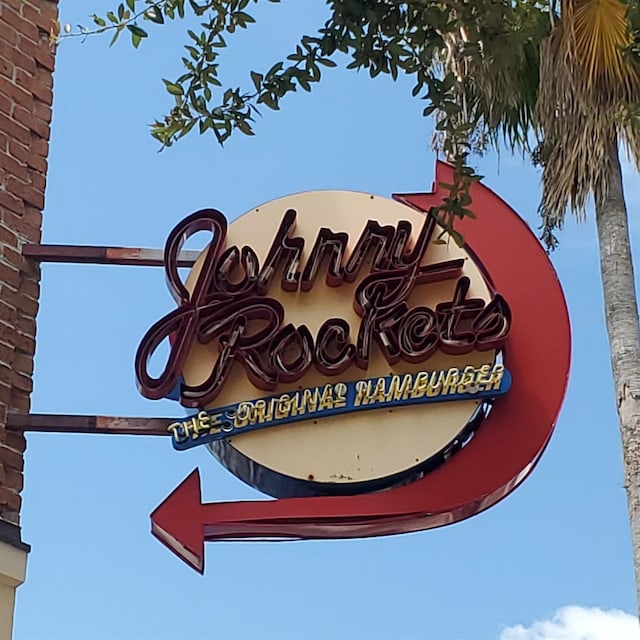 Johnny
Rockets
THE ORIGINAL HAMBURGER